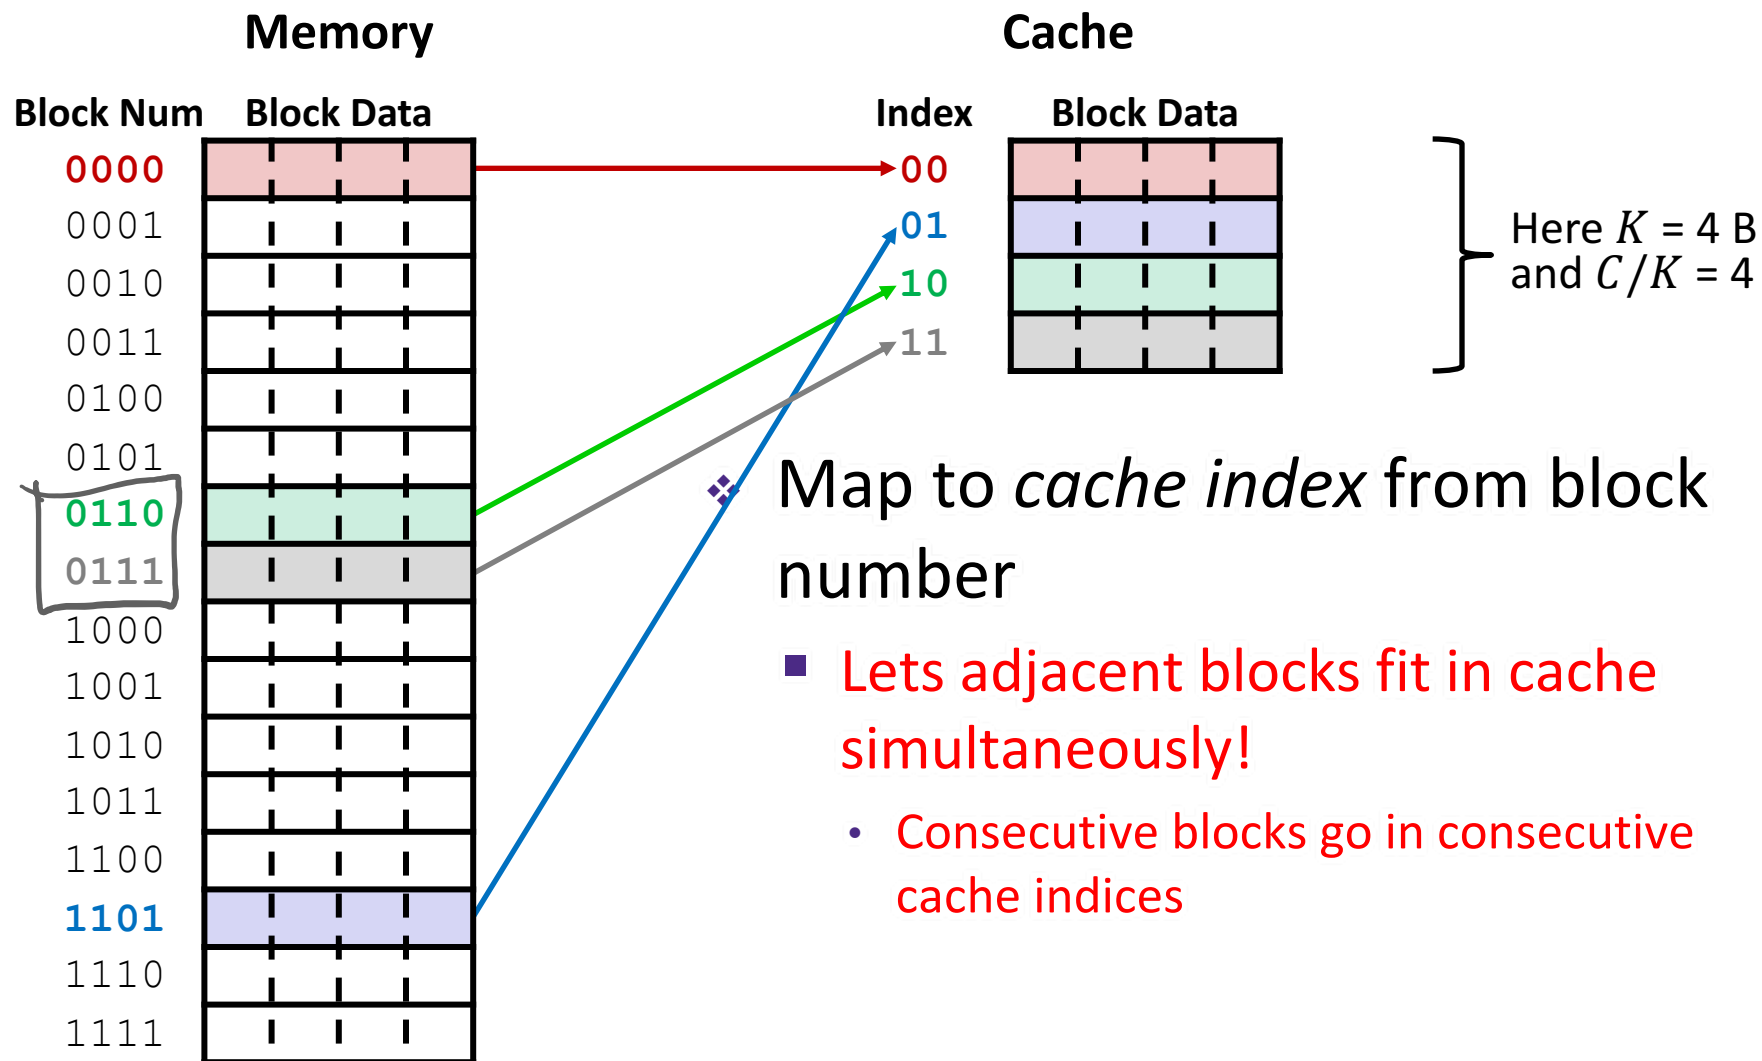 Memory
Cache
Block Num
Block Data
Index
Block Data
0000
0001
0010
0011
0100
0101
0110
0111
1000
1001
1010
1011
1100
1101
1110
1111
00
01
10
11
Here K = 4 B
and C/K = 4
Map to cache index from block
number
Lets adjacent blocks fit in cache
simultaneously!
Consecutive blocks go in consecutive
cache indices